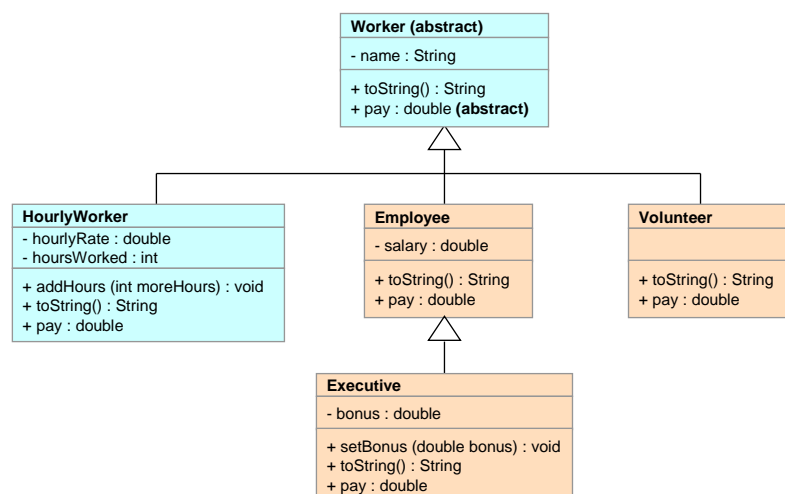 Worker (abstract)
- name : String
+ toString() : String
+ pay : double (abstract)
HourlyWorker
- hourlyRate : double
- hoursWorked : int
+ addHours (int moreHours) : void
+ toString() : String
+ pay : double
Employee
- salary : double
+ toString() : String
+ pay : double
Volunteer
+ toString() : String
+ pay : double
Executive
- bonus : double
+ setBonus (double bonus) : void
+ toString() : String
+ pay : double